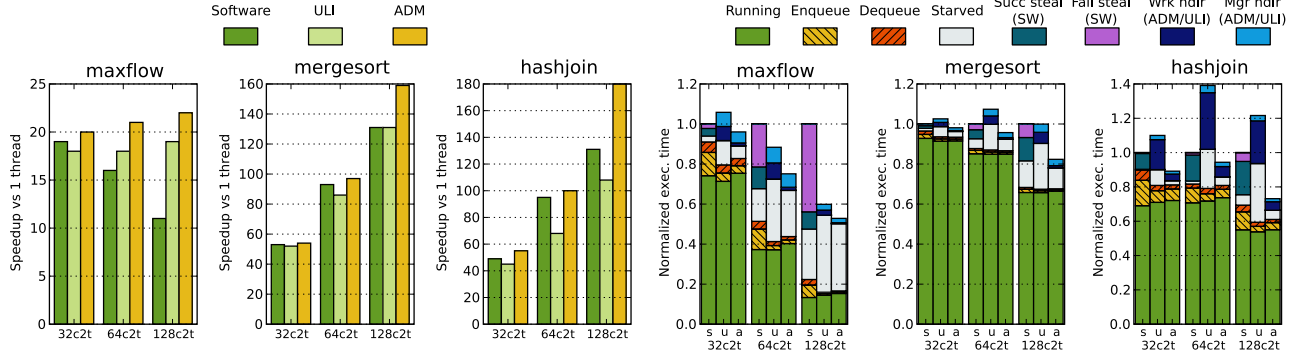 Software ULI ADM
Running Enqueue Dequeue Starved Succ steal (SW) Fail steal (SW) Wrk hdlr (ADM/ULI) Mgr hdlr (ADM/ULI)
maxflow
Speedup vs 1 thread
25
20
15
10
5
0
32c2t 64c2t 128c2t
mergesort
160
140
120
100
80
60
40
20
0
32c2t 64c2t 128c2t
hashjoin
Speedup vs 1 thread
180
160
140
120
100
80
60
40
20
0
32c2t 64c2t 128c2t
maxflow
Normalized exec. time
1.2
1.0
0.8
0.6
0.4
0.2
0.0
s u a s u a s u a
32c2t 64c2t 128c2t
mergesort
Normalized exec. time
1.2
1.0
0.8
0.6
0.4
0.2
0.0
s u a s u a s u a
32c2t 64c2t 128c2t
hashjoin
Normalized exec. time
1.4
1.2
1.0
0.8
0.6
0.4
0.2
0.0
s u a s u a s u a
32c2t 64c2t 128c2t